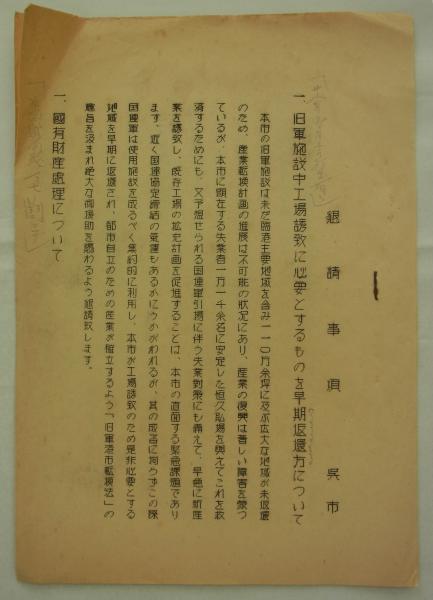 懇請事項 呉市
一、旧軍施設中工場誘致に必要とするものを早期返還方について
本市の旧軍施設は未だ臨港主要地域を含み一一〇万余坪に及ぶ広大な地域が未返還
のため、産業転換計画の進展は不可能の状況にあり、産業の復興は著しい障害を蒙つ
ているが、本市に顕在する失業者一万一千余名に安定した恒久職場を与えてこれを救
済するためにも、又予想せられる国連軍引揚に伴う失業対策にも備えて、早急に新産
業を誘致し、既存工場の拡充計画を促進することは、本市の直面する緊急課題であり
ます。近く国連協定締結の気運もあるかにうかがわれるが、其の成否に拘らずこの際
国連軍は使用施設を成るべく集約的に利用し、本市が工場誘致のため是非必要とする
地域を早期に返還され、都市自立のための産業が確立するよう「旧軍港市転換法」の
趣旨を汲まれ絶大な御援助を賜わるよう懇請致します。
一、國有財産處理について